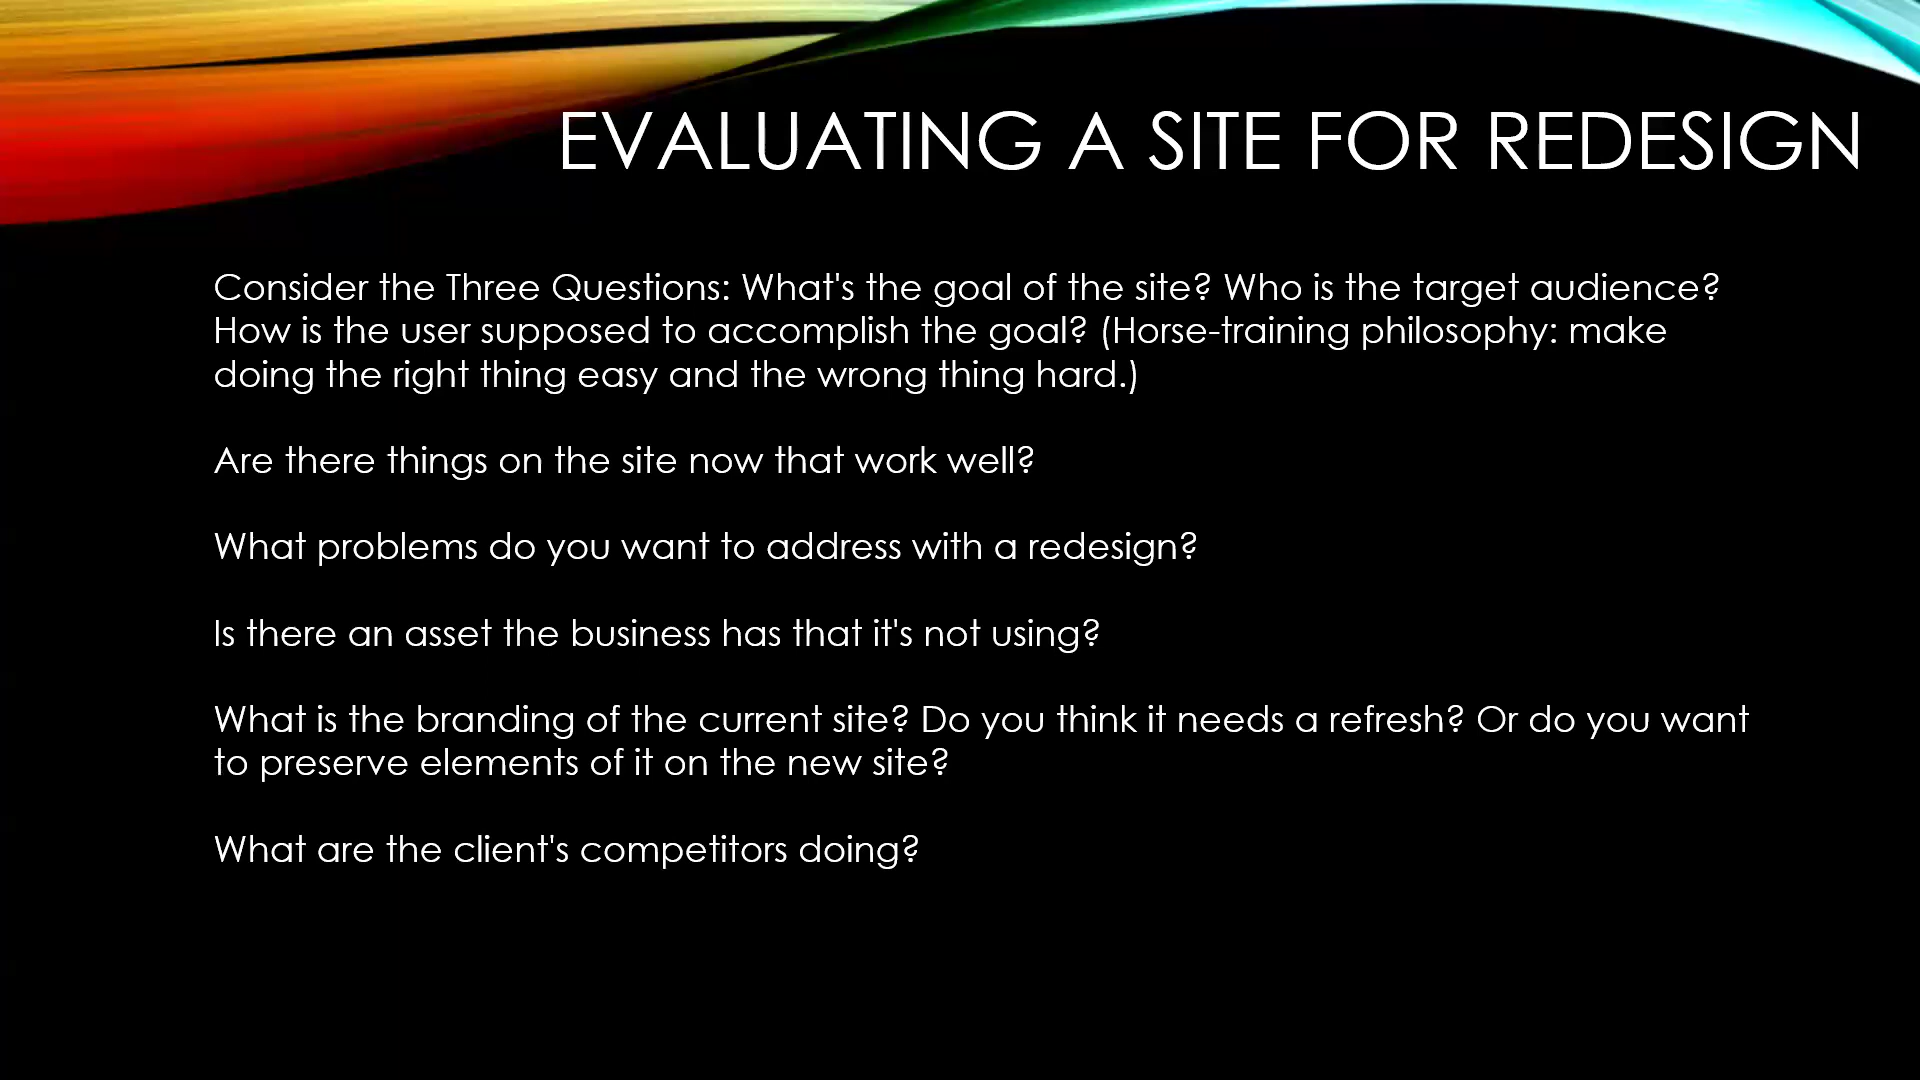 EVALUATING A SITE FOR REDESIGN
Consider the Three Questions: What's the goal of the site? Who is the target audience?
How is the user supposed to accomplish the goal? (Horse-training philosophy: make
doing the right thing easy and the wrong thing hard.)
Are there things on the site now that work well?
What problems do you want to address with a redesign?
Is there an asset the business has that it's not using?
What is the branding of the current site? Do you think it needs a refresh? Or do you want
to preserve elements of it on the new site?
What are the client's competitors doing?